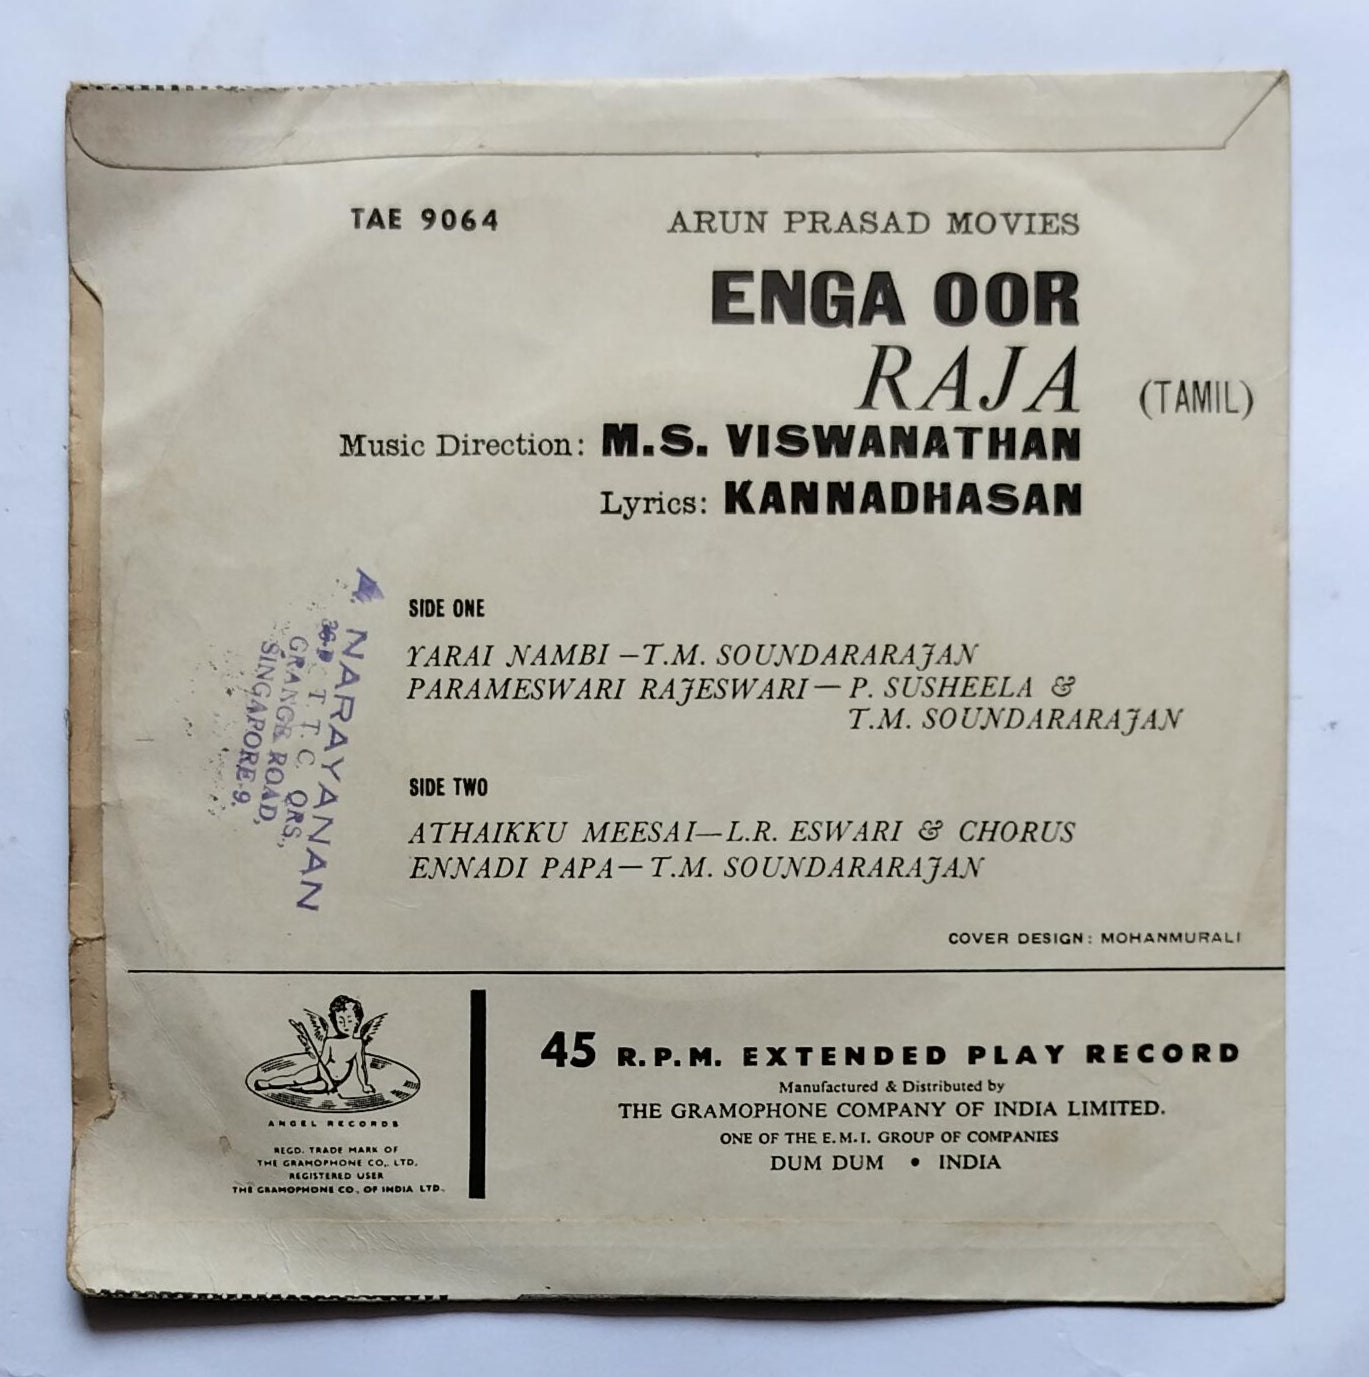 TAE 9064
ARUN PRASAD MOVIES
ENGA OOR
RAJA
(TAMIL)
Music Direction: M.S. VISWANATHAN
Lyrics: KANNADHASAN
A. NARAYANAN
T. T. C. QRS.,
GRANGE ROAD,
SINGAPORE-9.
SIDE ONE
YARAI NAMBI – T.M. SOUNDARARAJAN
PARAMESWARI RAJESWARI — P. SUSHEELA &
T.M. SOUNDARARAJAN
SIDE TWO
ATHAIKKU MEESAI—L.R. ESWARI & CHORUS
ENNADI PAPA—T.M. SOUNDARARAJAN
COVER DESIGN: MOHANMURALI
ANGEL RECORDS
REGD. TRADE MARK OF
THE GRAMOPHONE CO., LTD.
REGISTERED USER
THE GRAMOPHONE CO., OF INDIA LTD.
45 R.P.M. EXTENDED PLAY RECORD
Manufactured & Distributed by
THE GRAMOPHONE COMPANY OF INDIA LIMITED.
ONE OF THE E.M.I. GROUP OF COMPANIES
DUM DUM • INDIA